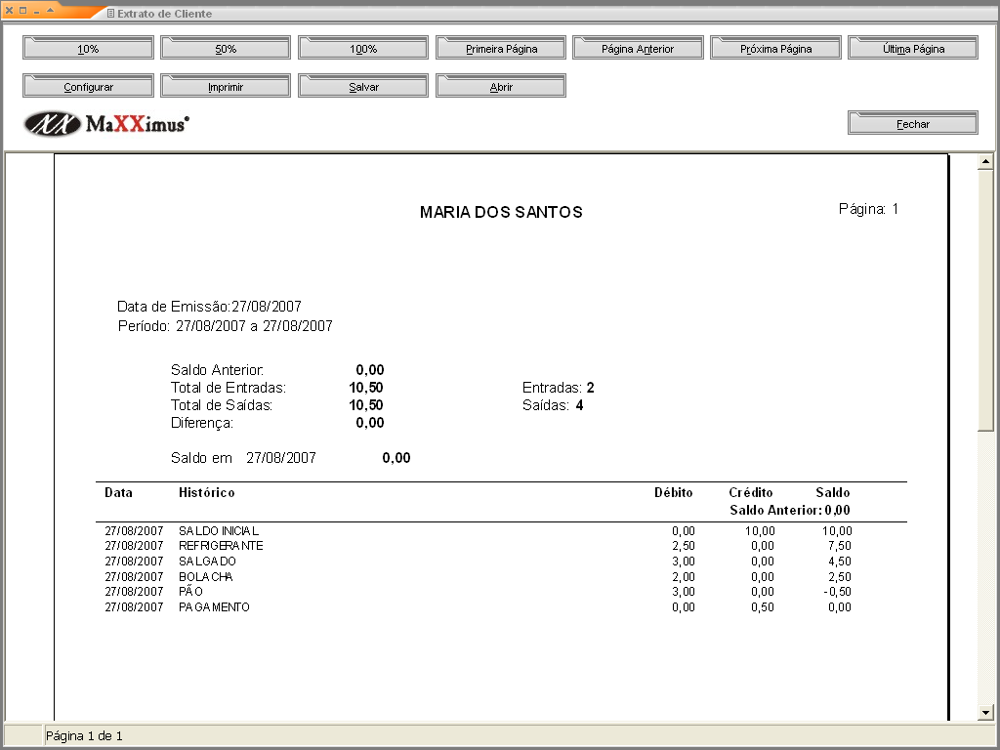 Extrato de Cliente
10% 50% 100% Primeira Página Página Anterior Próxima Página Última Página
Configurar Imprimir Salvar Abrir
XX MaXXimus
Fechar
MARIA DOS SANTOS Página: 1
Data de Emissão:27/08/2007
Período: 27/08/2007 a 27/08/2007
Saldo Anterior: 0,00
Total de Entradas: 10,50 Entradas: 2
Total de Saídas: 10,50 Saídas: 4
Diferença: 0,00
Saldo em 27/08/2007 0,00
Data Histórico Débito Crédito Saldo
Saldo Anterior: 0,00
27/08/2007 SALDO INICIAL 0,00 10,00 10,00
27/08/2007 REFRIGERANTE 2,50 0,00 7,50
27/08/2007 SALGADO 3,00 0,00 4,50
27/08/2007 BOLACHA 2,00 0,00 2,50
27/08/2007 PÃO 3,00 0,00 -0,50
27/08/2007 PAGAMENTO 0,00 0,50 0,00
Página 1 de 1